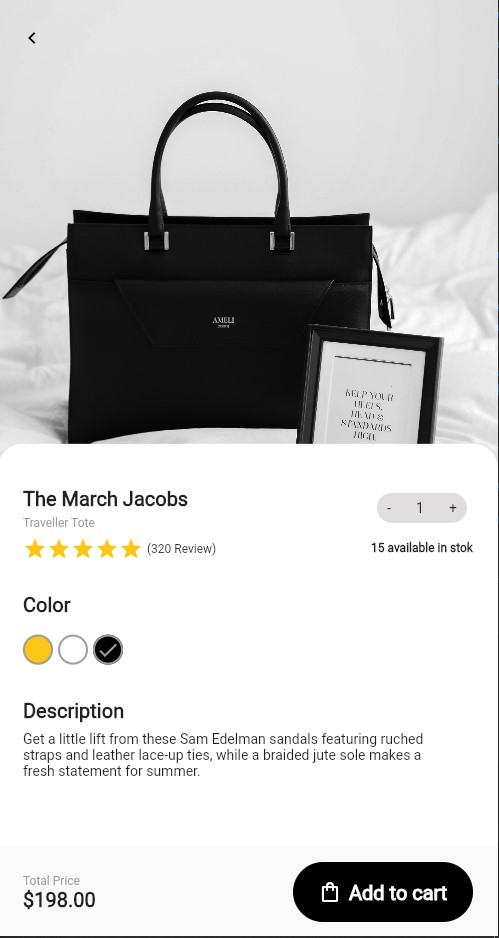 AMELI
KEEP YOUR
HEELS,
HEAD &
STANDARDS
HIGH.
The March Jacobs
- 1 +
Traveller Tote
(320 Review)
15 available in stok
Color
Description
Get a little lift from these Sam Edelman sandals featuring ruched
straps and leather lace-up ties, while a braided jute sole makes a
fresh statement for summer.
Total Price
$198.00
Add to cart